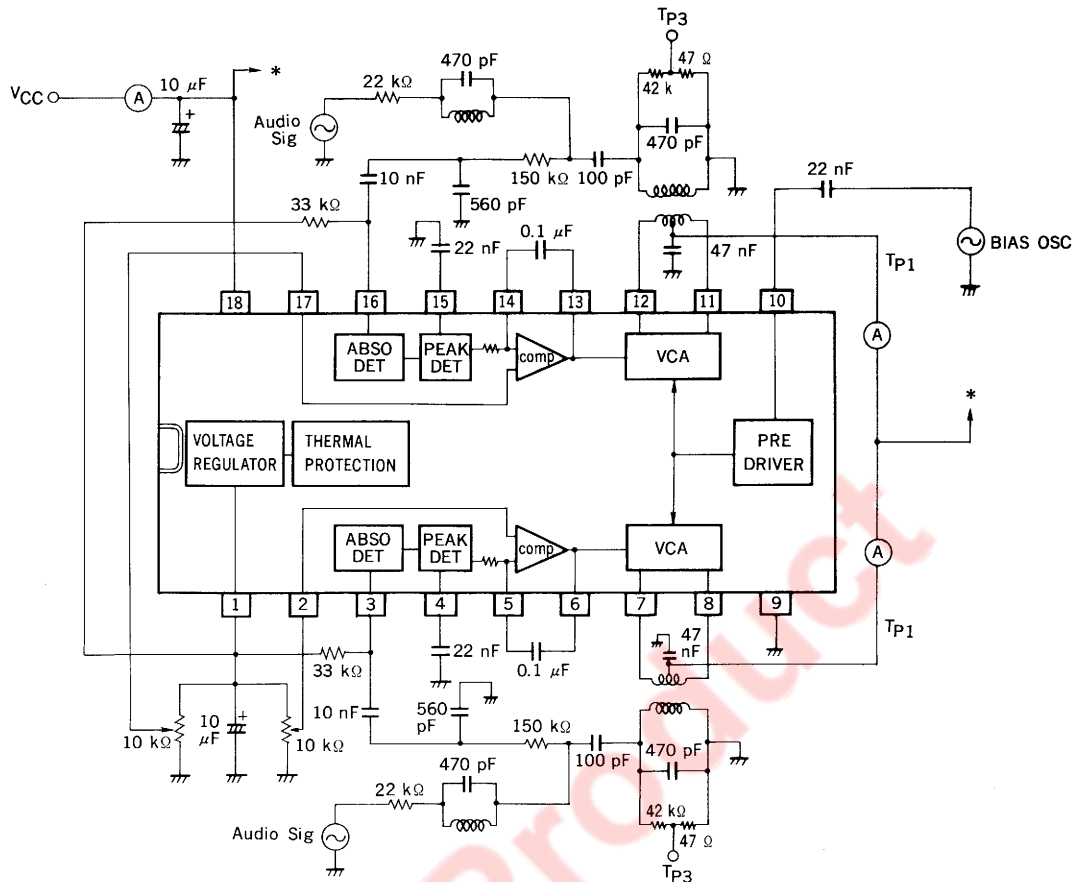 TP3
470 pF
47 Ω
42 k
10 µF
*
22 kΩ
VCC
A
Audio Sig
470 pF
22 nF
10 nF
150 kΩ
100 pF
560 pF
33 kΩ
0.1 µF
22 nF
47 nF
BIAS OSC
TP1
18
17
16
15
14
13
12
11
10
A
ABSO DET
PEAK DET
comp
VCA
*
VOLTAGE REGULATOR
THERMAL PROTECTION
PRE DRIVER
ABSO DET
PEAK DET
comp
VCA
A
1
2
3
4
5
6
7
8
9
TP1
47 nF
22 nF
33 kΩ
0.1 µF
10 nF
560 pF
10 kΩ
10 µF
10 kΩ
150 kΩ
100 pF
470 pF
470 pF
22 kΩ
42 kΩ
47 Ω
Audio Sig
TP3
Product